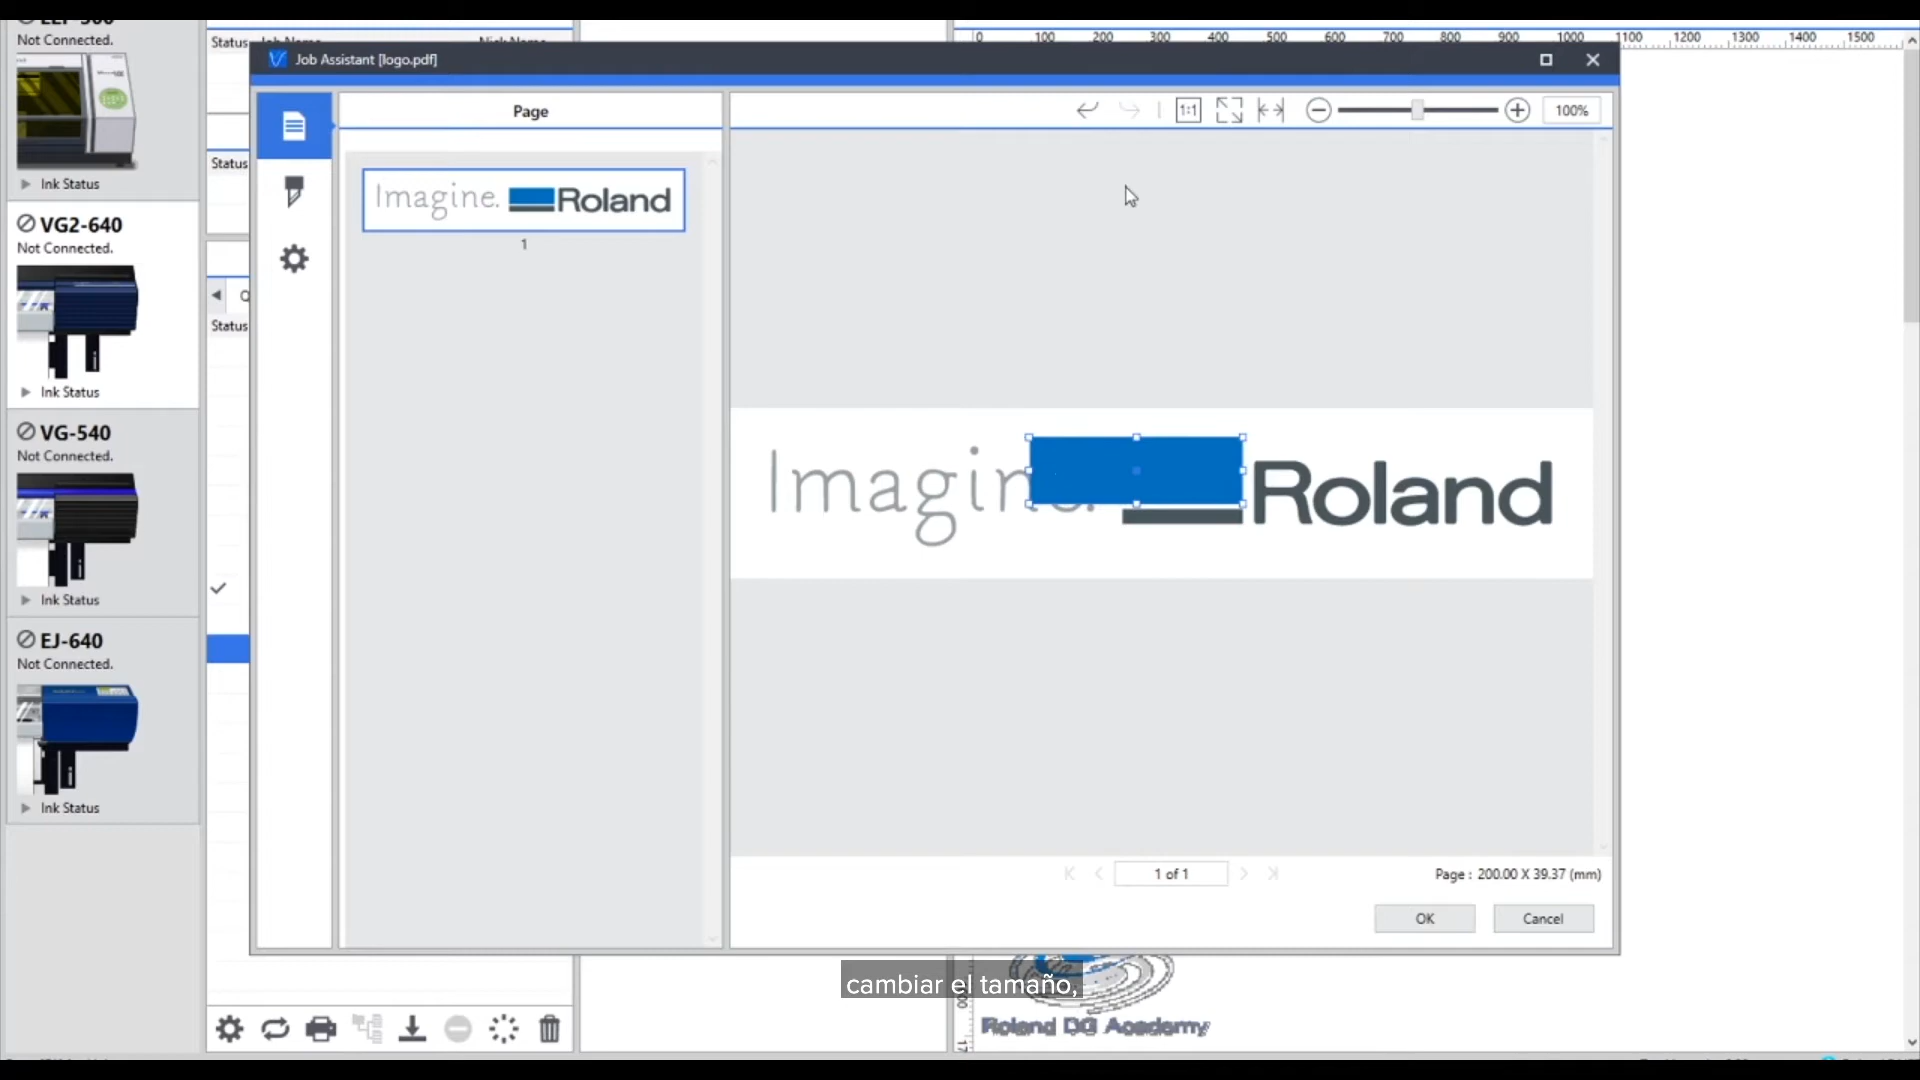 Not Connected.
Ink Status
VG2-640
Not Connected.
Ink Status
VG-540
Not Connected.
Ink Status
EJ-640
Not Connected.
Ink Status
Status
Status
Status
0 100 200 300 400 500 600 700 800 900 1000 1100 1200 1300 1400 1500
Job Assistant [logo.pdf]
Page
Imagine. Roland
1
1:1
100%
Imagine. Roland
1 of 1
Page : 200.00 X 39.37 (mm)
OK
Cancel
cambiar el tamaño,
Roland DG Academy